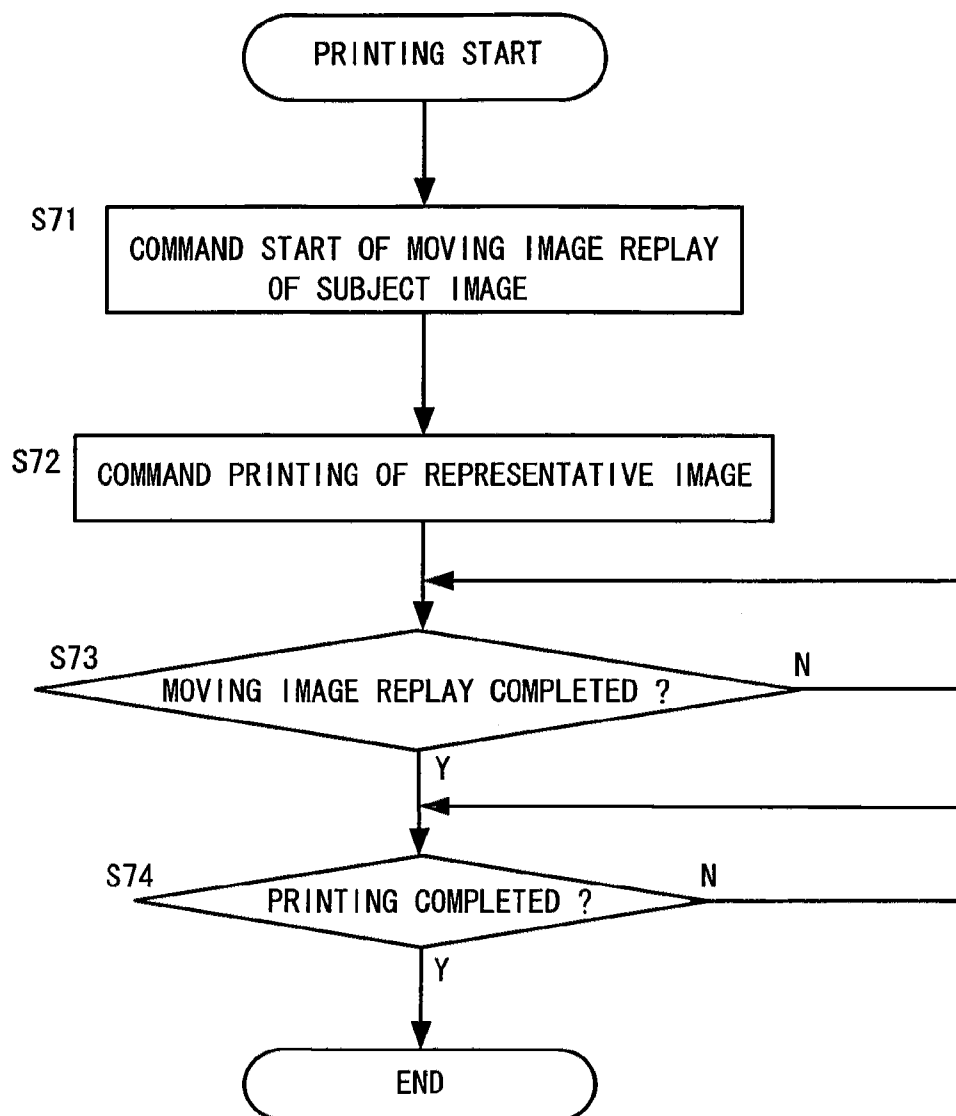 PRINTING START
S71
COMMAND START OF MOVING IMAGE REPLAY
OF SUBJECT IMAGE
S72
COMMAND PRINTING OF REPRESENTATIVE IMAGE
S73
MOVING IMAGE REPLAY COMPLETED ?
N
Y
S74
PRINTING COMPLETED ?
N
Y
END